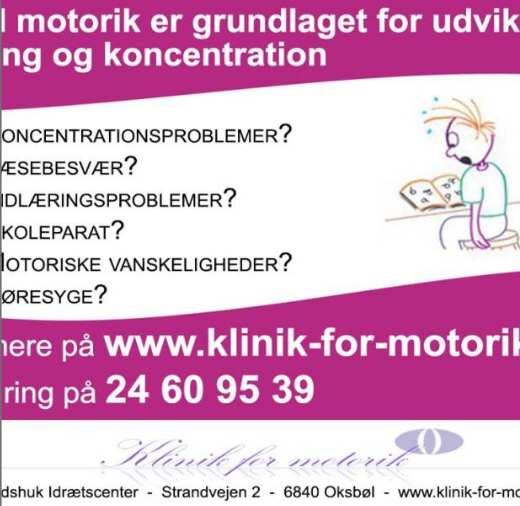 motorik er grundlaget for udvik
ng og koncentration
ONCENTRATIONSPROBLEMER?
ÆSEBESVÆR?
NDLÆRINGSPROBLEMER?
KOLEPARAT?
MOTORISKE VANSKELIGHEDER?
ØRESYGE?
nere på www.klinik-for-motorik
ring på 24 60 95 39
Klinik for motorik
dshuk Idrætscenter - Strandvejen 2 - 6840 Oksbøl - www.klinik-for-mo